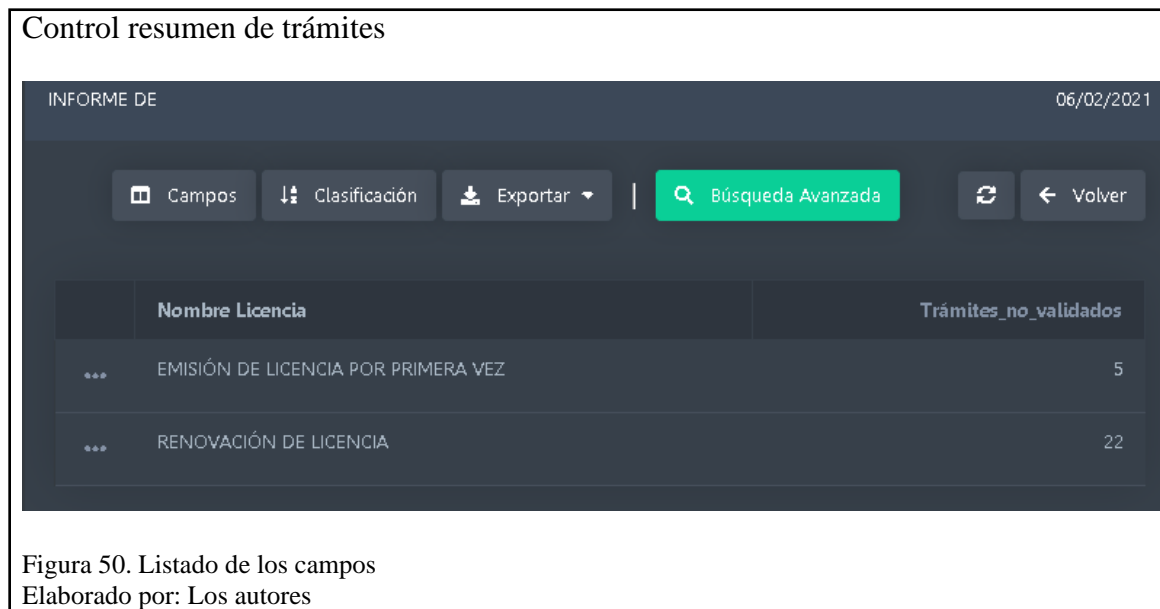 Control resumen de trámites
INFORME DE 06/02/2021
Campos Clasificación Exportar Búsqueda Avanzada Volver
Nombre Licencia Trámites_no_validados
EMISIÓN DE LICENCIA POR PRIMERA VEZ 5
RENOVACIÓN DE LICENCIA 22
Figura 50. Listado de los campos
Elaborado por: Los autores